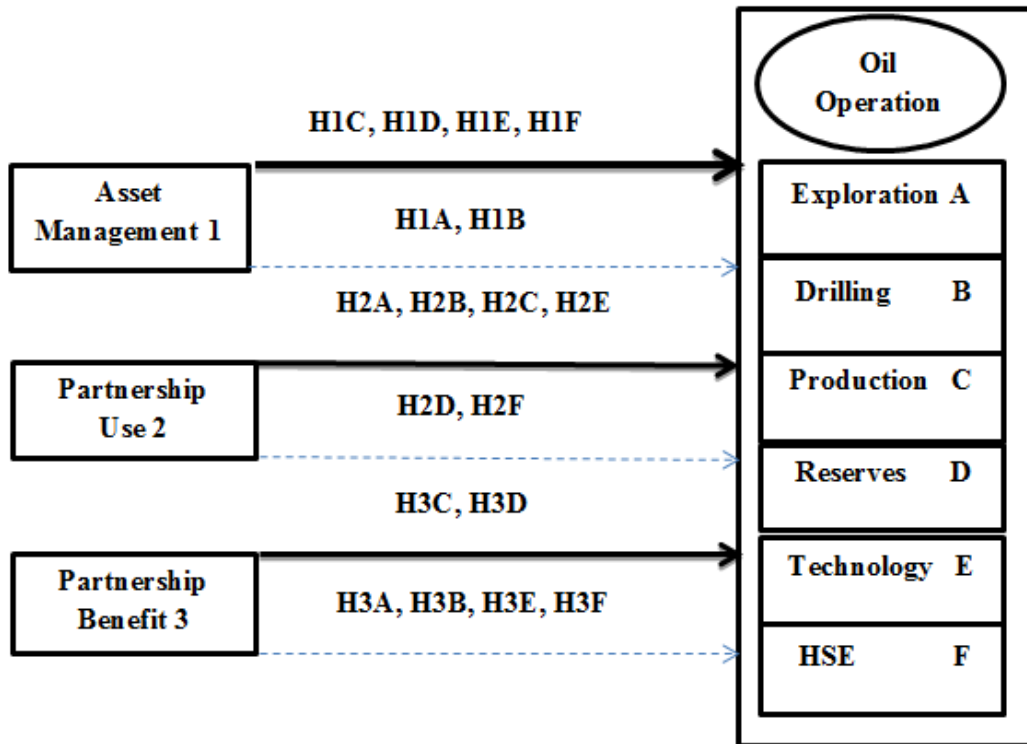 Oil
Operation
H1C, H1D, H1E, H1F
Asset
Management 1
H1A, H1B
H2A, H2B, H2C, H2E
Partnership
Use 2
H2D, H2F
H3C, H3D
Partnership
Benefit 3
H3A, H3B, H3E, H3F
Exploration A
Drilling B
Production C
Reserves D
Technology E
HSE F